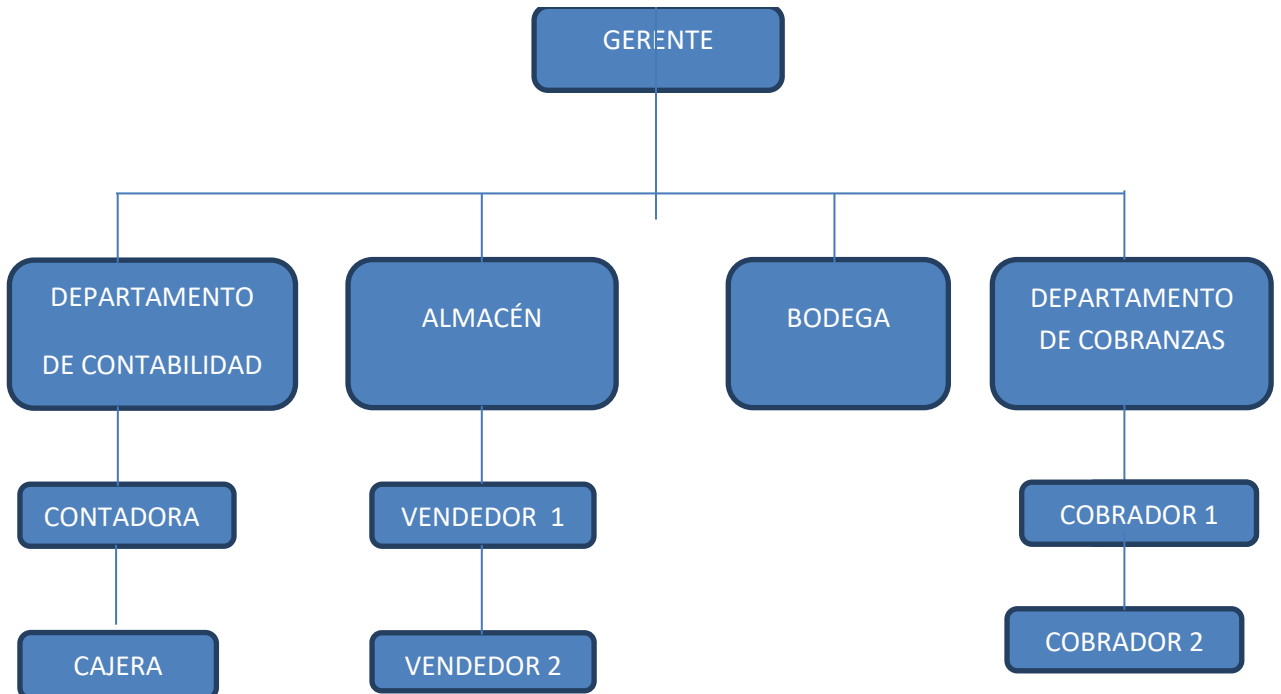 GERENTE
DEPARTAMENTO
DE CONTABILIDAD
ALMACÉN
BODEGA
DEPARTAMENTO
DE COBRANZAS
CONTADORA
VENDEDOR  1
COBRADOR 1
CAJERA
VENDEDOR 2
COBRADOR 2